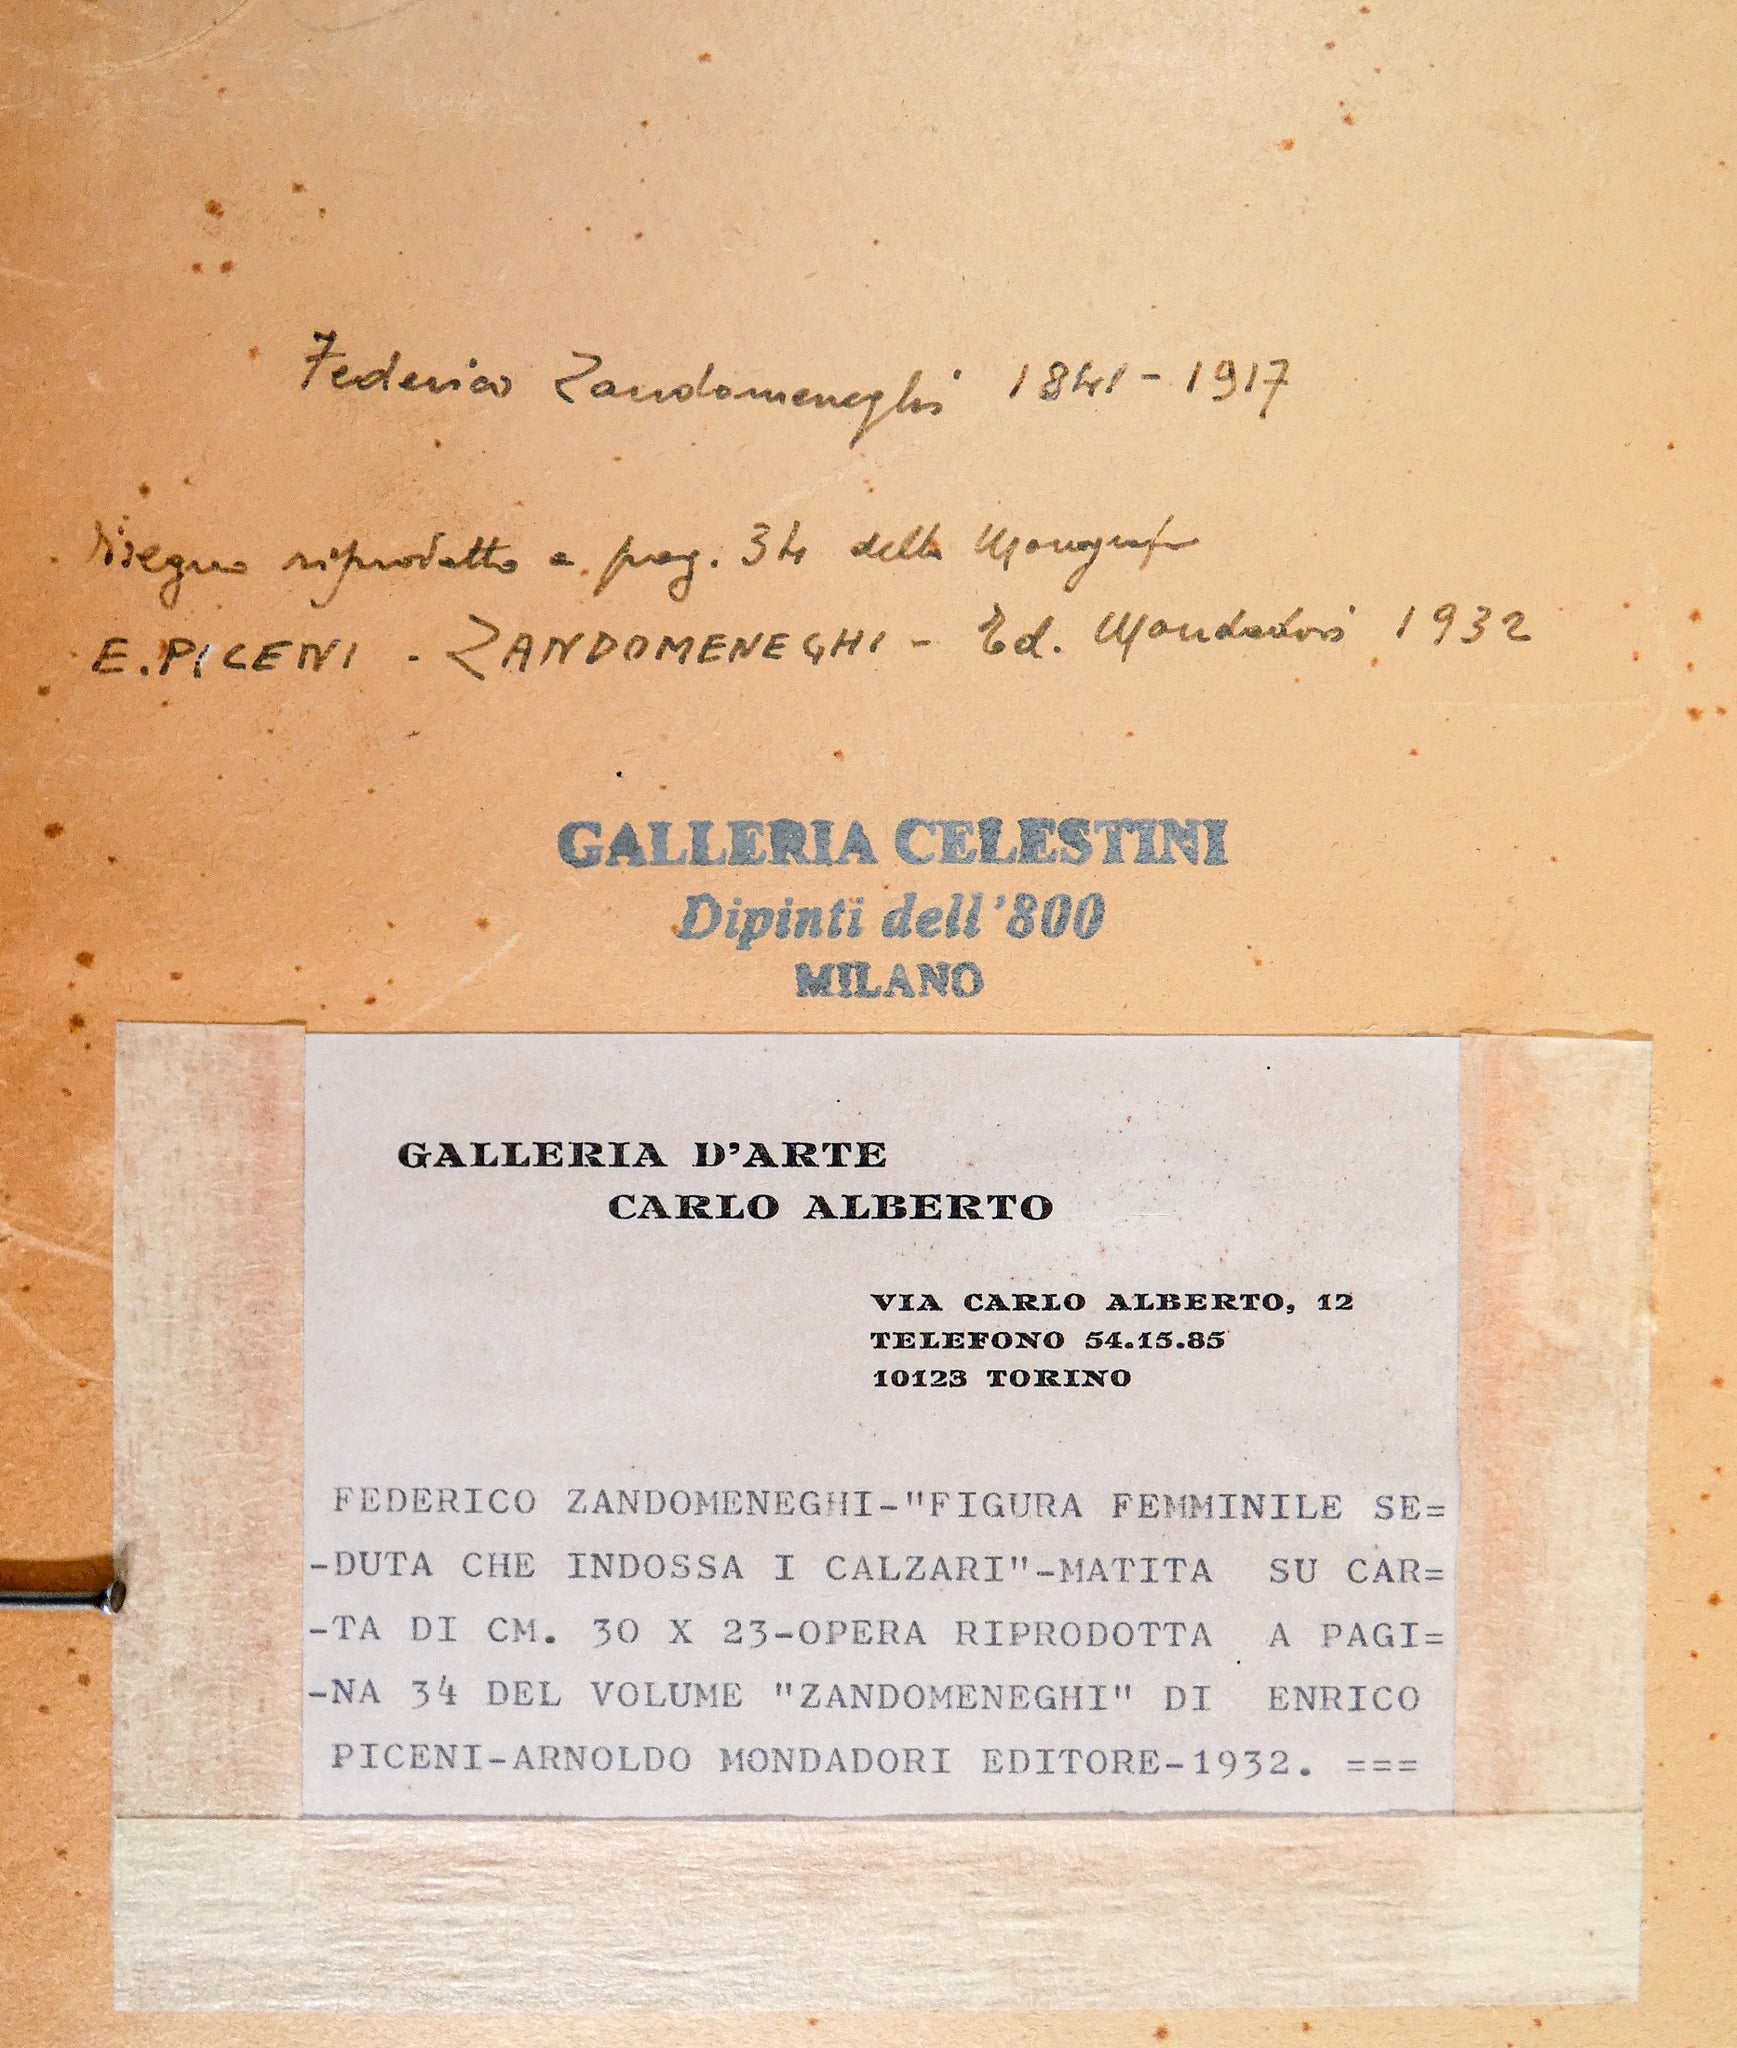 Federico Zandomeneghi 1841 - 1917
Disegno riprodotto a pag. 34 della Monografia
E. PICENI - ZANDOMENEGHI - Ed. Mondadori 1932
GALLERIA CELESTINI
Dipinti dell'800
MILANO
GALLERIA D'ARTE
CARLO ALBERTO
VIA CARLO ALBERTO, 12
TELEFONO 54.15.85
10123 TORINO
FEDERICO ZANDOMENEGHI-"FIGURA FEMMINILE SE=
-DUTA CHE INDOSSA I CALZARI"-MATITA SU CAR=
-TA DI CM. 30 X 23-OPERA RIPRODOTTA A PAGI=
-NA 34 DEL VOLUME "ZANDOMENEGHI" DI ENRICO
PICENI-ARNOLDO MONDADORI EDITORE-1932. ===